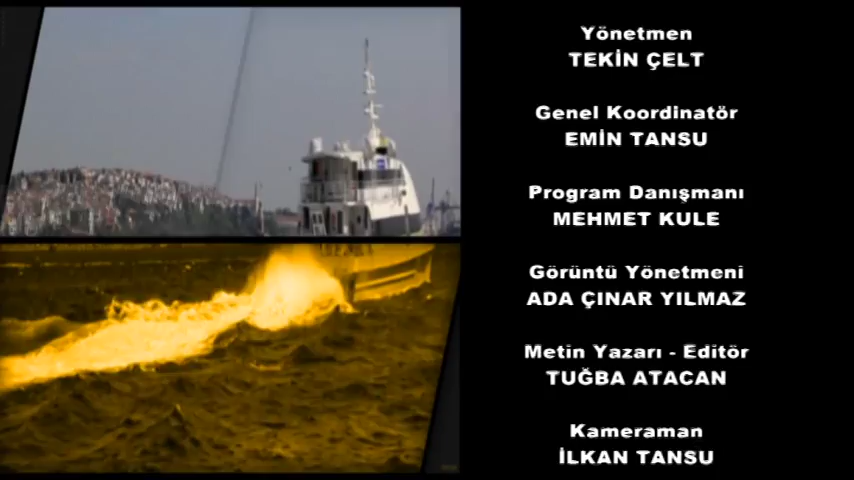 Yönetmen
TEKİN ÇELT
Genel Koordinatör
EMİN TANSU
Program Danışmanı
MEHMET KULE
Görüntü Yönetmeni
ADA ÇINAR YILMAZ
Metin Yazarı - Editör
TUĞBA ATACAN
Kameraman
İLKAN TANSU